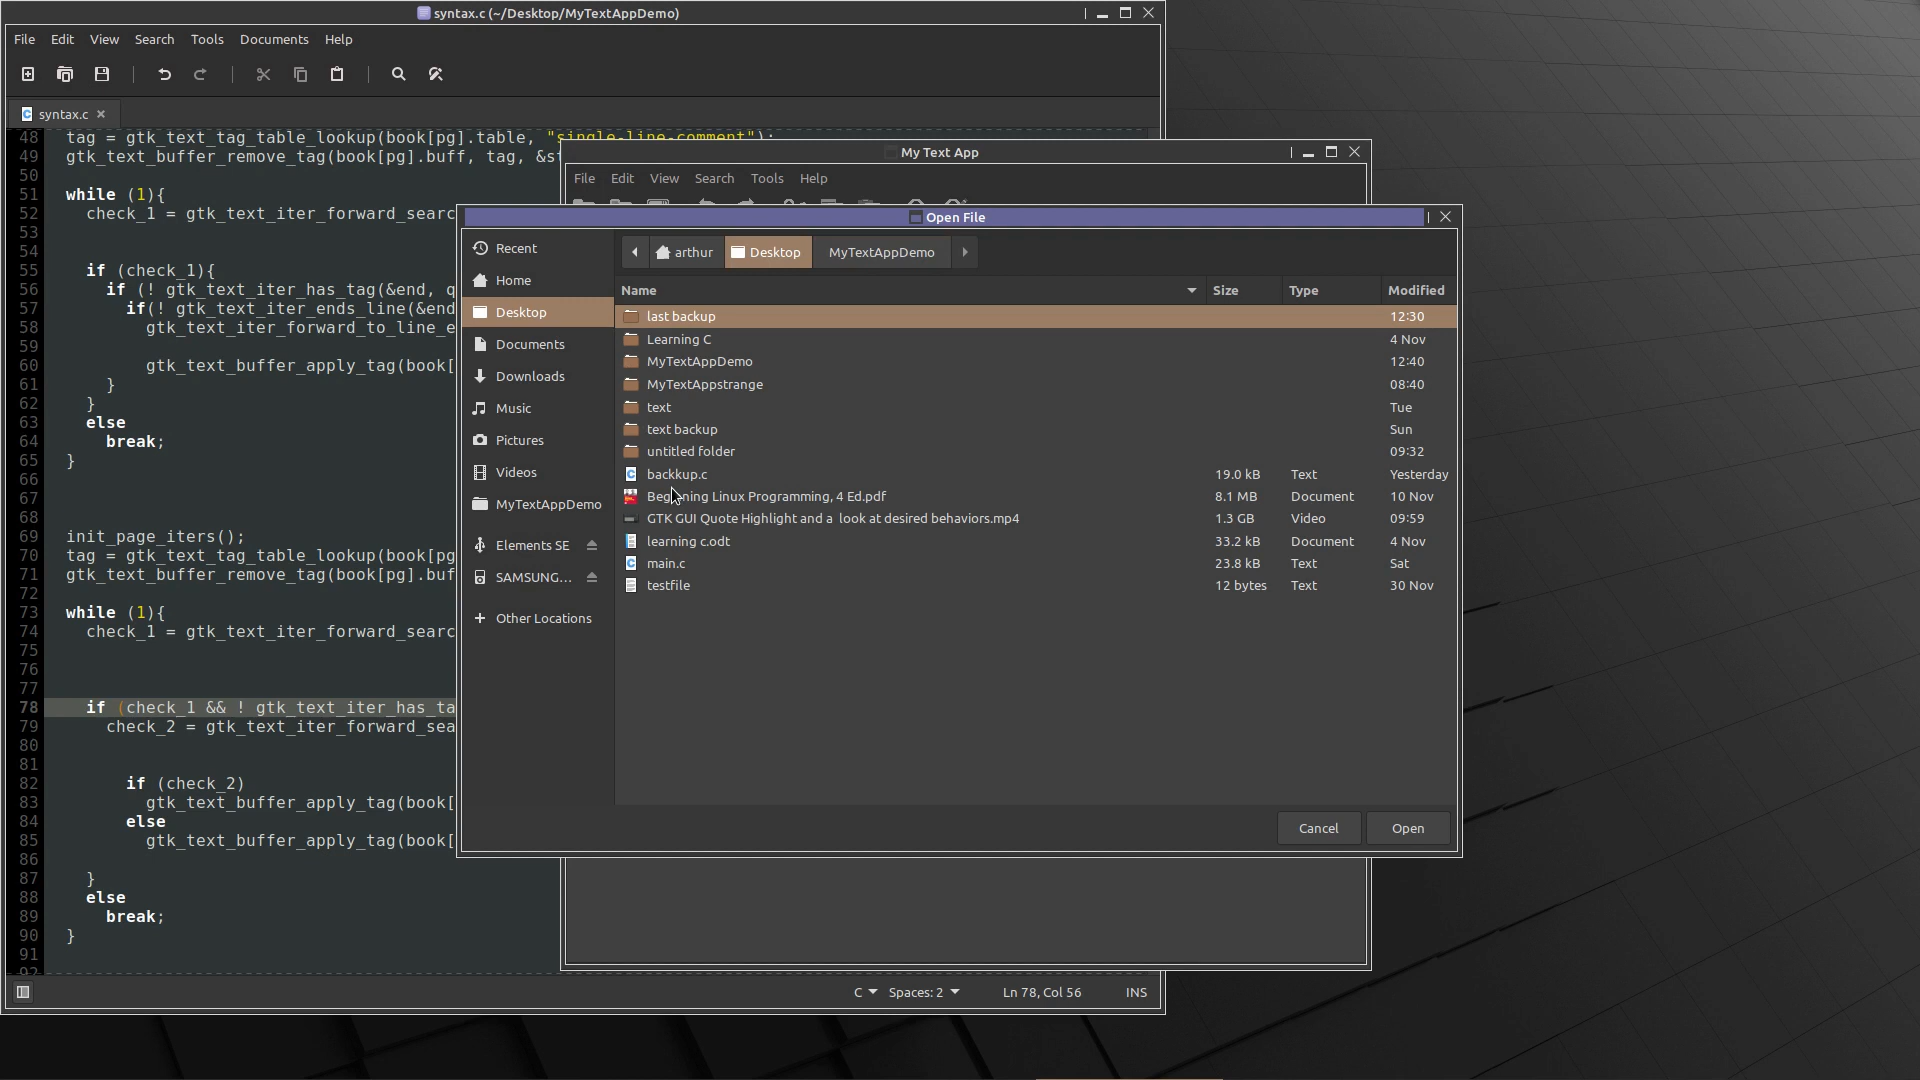 syntax.c (~/Desktop/MyTextAppDemo)
File Edit View Search Tools Documents Help
syntax.c
48 tag = gtk_text_tag_table_lookup(book[pg].table, "single-line-comment");
49 gtk_text_buffer_remove_tag(book[pg].buff, tag, &s
50
51 while (1){
52 check_1 = gtk_text_iter_forward_searc
53
54
55 if (check_1){
56 if (! gtk_text_iter_has_tag(&end, q
57 if(! gtk_text_iter_ends_line(&end
58 gtk_text_iter_forward_to_line_e
59
60 gtk_text_buffer_apply_tag(book[
61 }
62 }
63 else
64 break;
65 }
66
67
68
69 init_page_iters();
70 tag = gtk_text_tag_table_lookup(book[pg
71 gtk_text_buffer_remove_tag(book[pg].buf
72
73 while (1){
74 check_1 = gtk_text_iter_forward_searc
75
76
77
78 if (check_1 && ! gtk_text_iter_has_ta
79 check_2 = gtk_text_iter_forward_sea
80
81
82 if (check_2)
83 gtk_text_buffer_apply_tag(book[
84 else
85 gtk_text_buffer_apply_tag(book[
86
87 }
88 else
89 break;
90 }
91
92
C Spaces: 2 Ln 78, Col 56 INS
My Text App
File Edit View Search Tools Help
Open File
Recent
Home
Desktop
Documents
Downloads
Music
Pictures
Videos
MyTextAppDemo
Elements SE
SAMSUNG...
Other Locations
arthur Desktop MyTextAppDemo
Name Size Type Modified
last backup 12:30
Learning C 4 Nov
MyTextAppDemo 12:40
MyTextAppstrange 08:40
text Tue
text backup Sun
untitled folder 09:32
backkup.c 19.0 kB Text Yesterday
Beginning Linux Programming, 4 Ed.pdf 8.1 MB Document 10 Nov
GTK GUI Quote Highlight and a look at desired behaviors.mp4 1.3 GB Video 09:59
learning c.odt 33.2 kB Document 4 Nov
main.c 23.8 kB Text Sat
testfile 12 bytes Text 30 Nov
Cancel Open